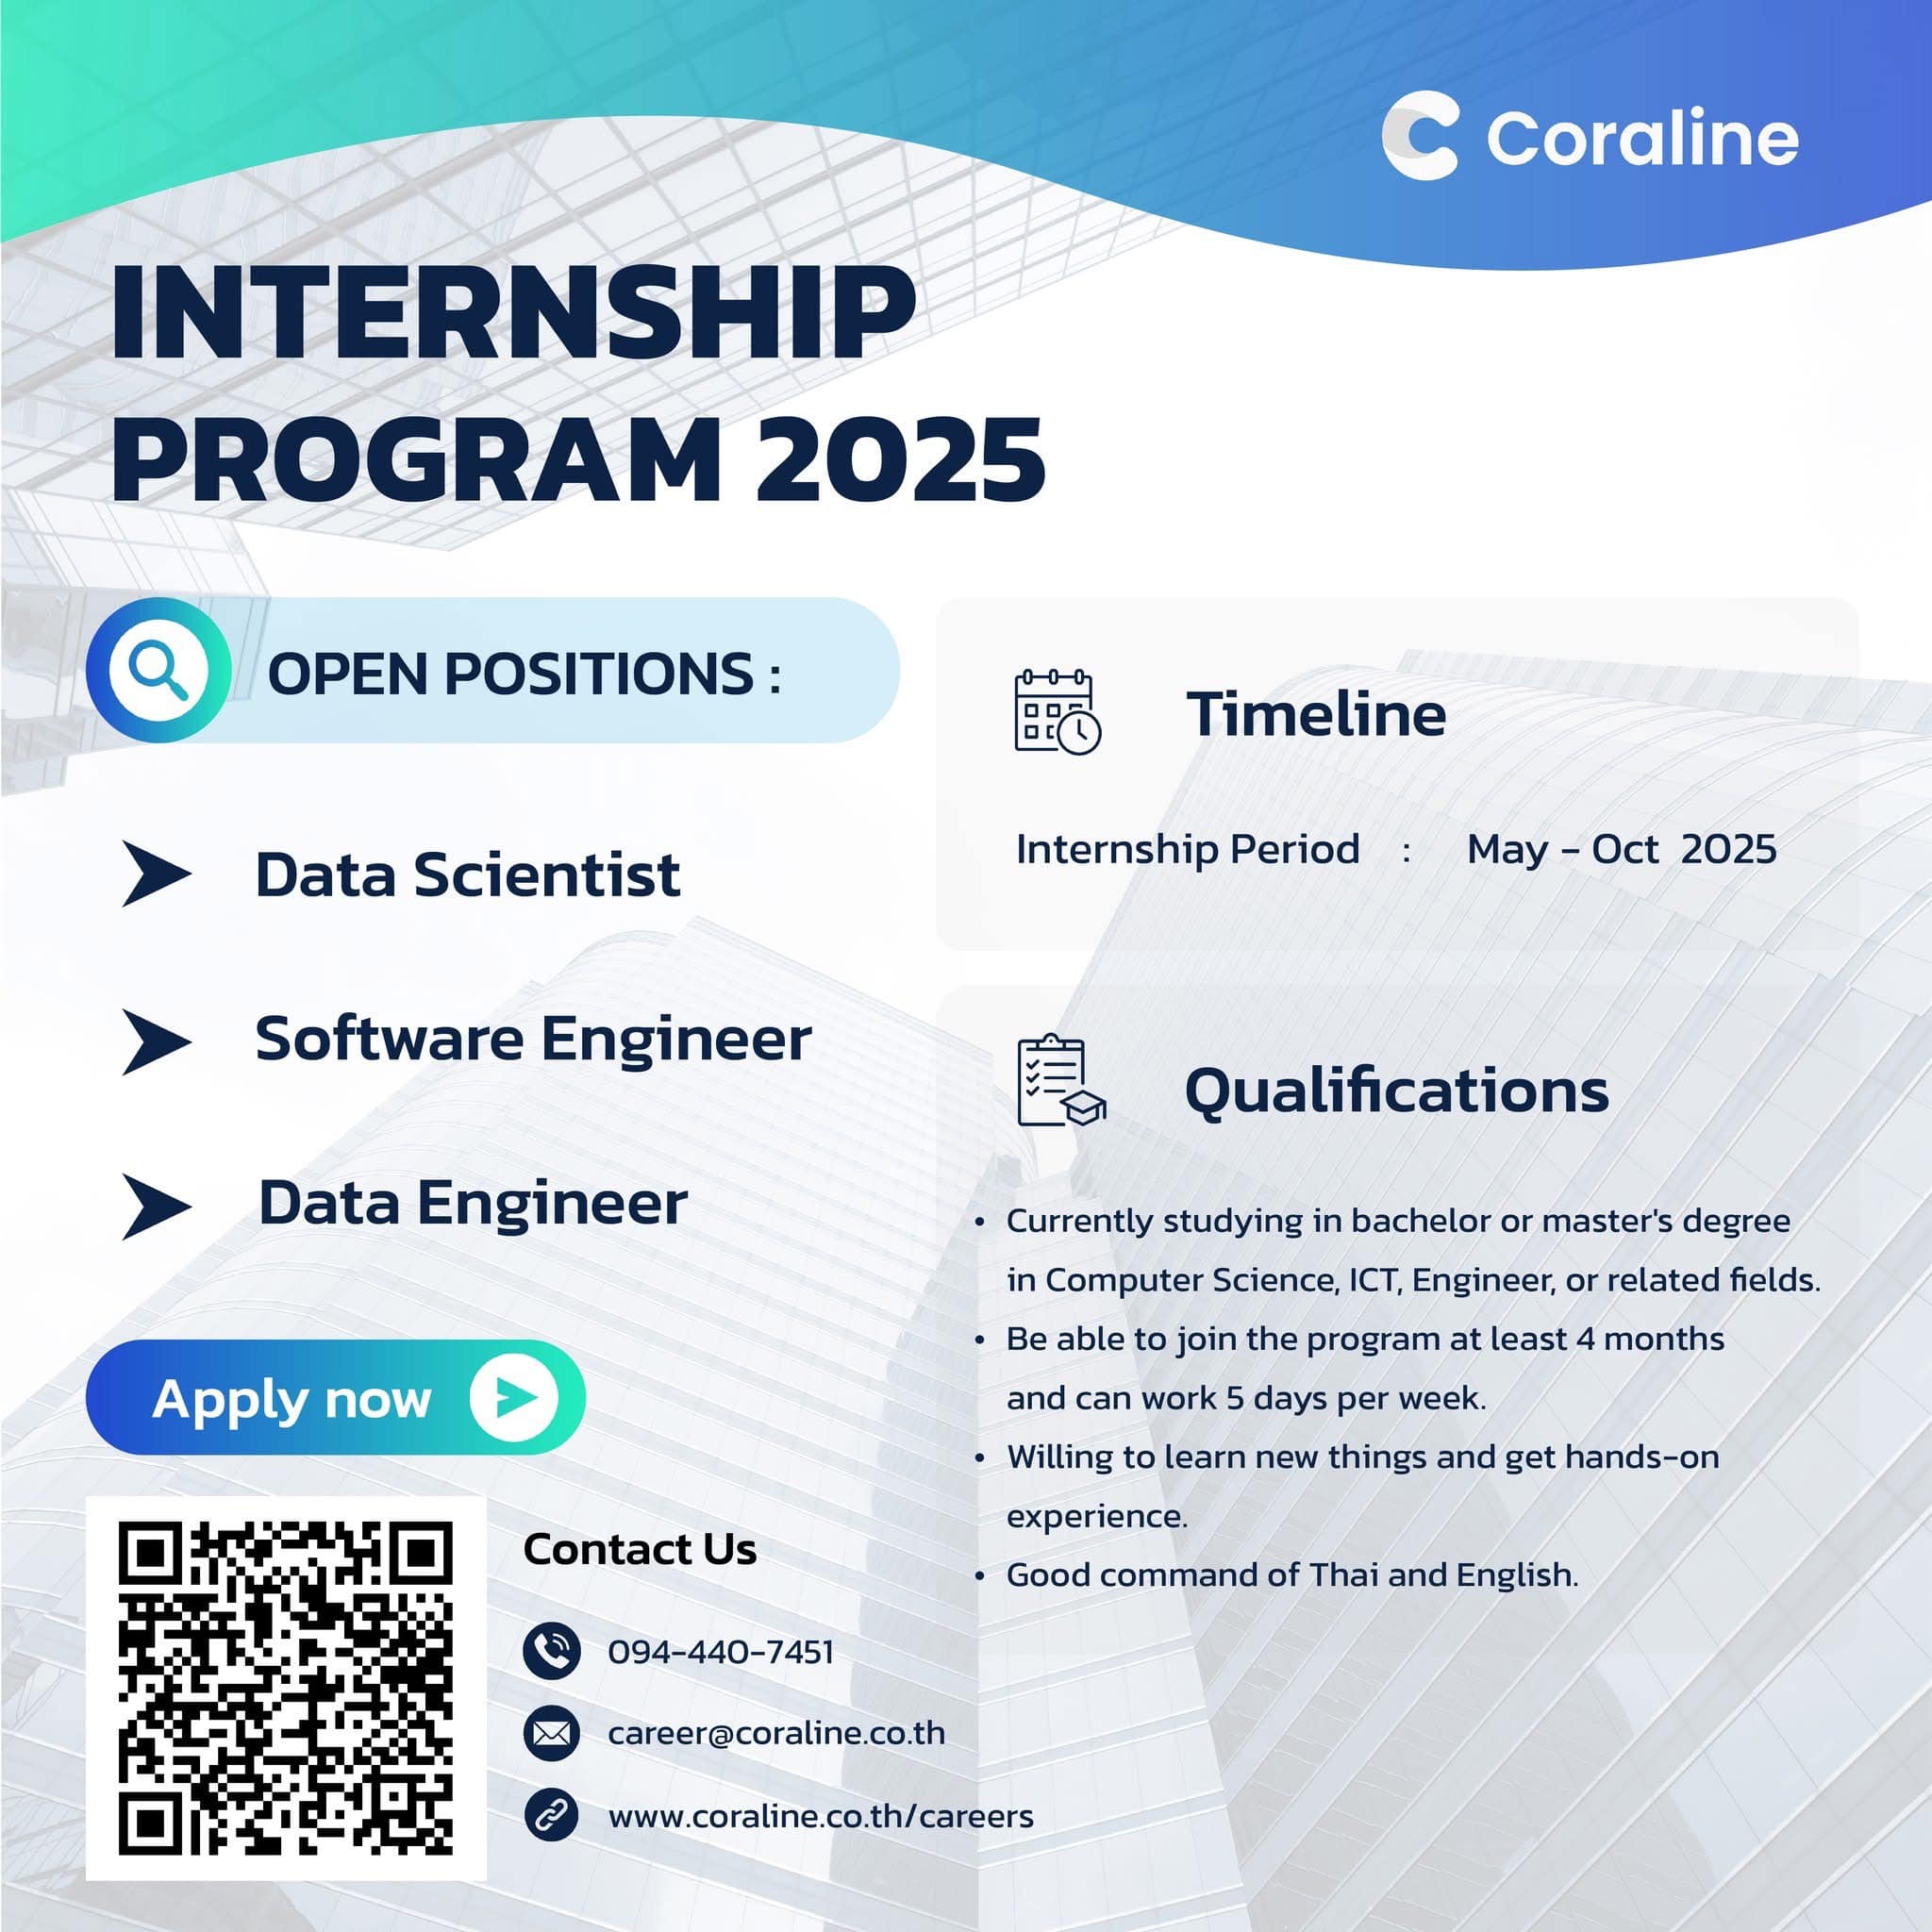 Coraline
INTERNSHIP
PROGRAM 2025
OPEN POSITIONS :
Data Scientist
Software Engineer
Data Engineer
Apply now
Timeline
Internship Period : May - Oct 2025
Qualifications
• Currently studying in bachelor or master's degree
in Computer Science, ICT, Engineer, or related fields.
• Be able to join the program at least 4 months
and can work 5 days per week.
• Willing to learn new things and get hands-on
experience.
• Good command of Thai and English.
Contact Us
094-440-7451
career@coraline.co.th
www.coraline.co.th/careers